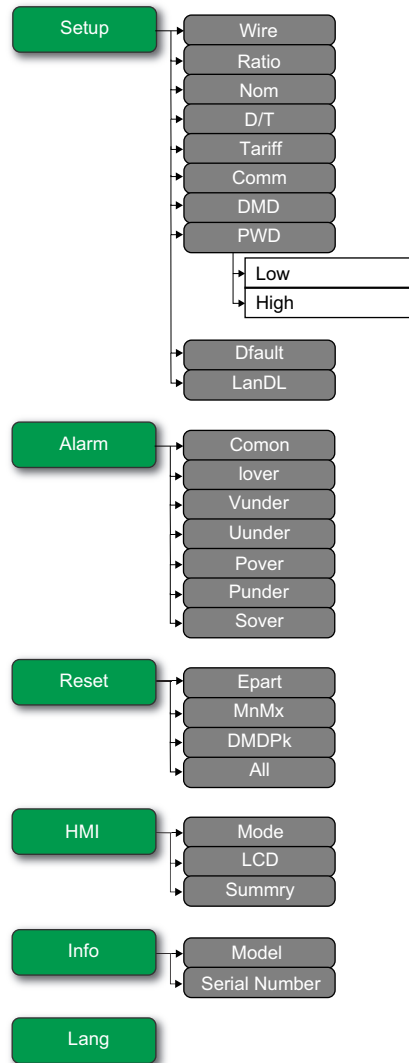 Setup
Wire
Ratio
Nom
D/T
Tariff
Comm
DMD
PWD
Low
High
Dfault
LanDL
Alarm
Comon
Iover
Vunder
Uunder
Pover
Punder
Sover
Reset
Epart
MnMx
DMDPk
All
HMI
Mode
LCD
Summry
Info
Model
Serial Number
Lang